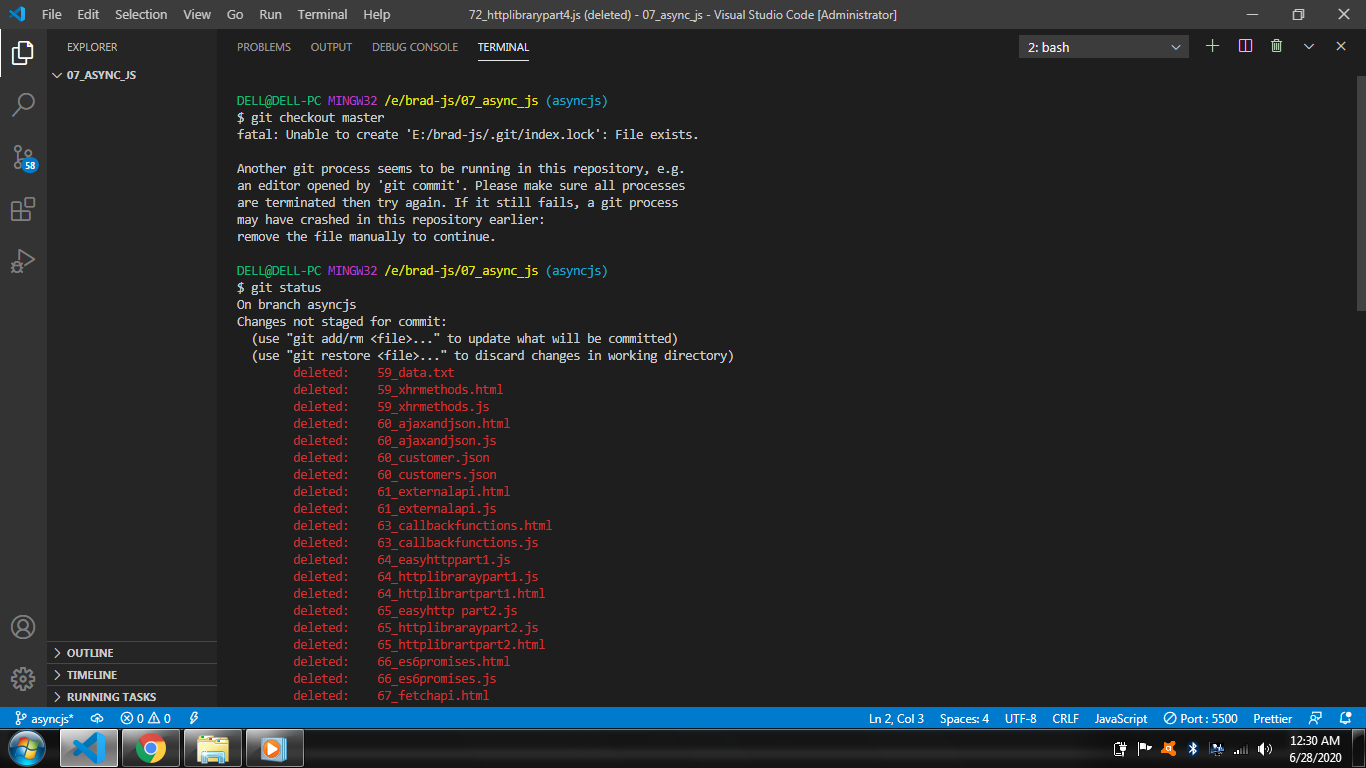 File Edit Selection View Go Run Terminal Help
72_httplibrarypart4.js (deleted) - 07_async_js - Visual Studio Code [Administrator]
EXPLORER
07_ASYNC_JS
58
OUTLINE
TIMELINE
RUNNING TASKS
PROBLEMS OUTPUT DEBUG CONSOLE TERMINAL
2: bash
DELL@DELL-PC MINGW32 /e/brad-js/07_async_js (asyncjs)
$ git checkout master
fatal: Unable to create 'E:/brad-js/.git/index.lock': File exists.
Another git process seems to be running in this repository, e.g.
an editor opened by 'git commit'. Please make sure all processes
are terminated then try again. If it still fails, a git process
may have crashed in this repository earlier:
remove the file manually to continue.
DELL@DELL-PC MINGW32 /e/brad-js/07_async_js (asyncjs)
$ git status
On branch asyncjs
Changes not staged for commit:
(use "git add/rm <file>..." to update what will be committed)
(use "git restore <file>..." to discard changes in working directory)
deleted: 59_data.txt
deleted: 59_xhrmethods.html
deleted: 59_xhrmethods.js
deleted: 60_ajaxandjson.html
deleted: 60_ajaxandjson.js
deleted: 60_customer.json
deleted: 60_customers.json
deleted: 61_externalapi.html
deleted: 61_externalapi.js
deleted: 63_callbackfunctions.html
deleted: 63_callbackfunctions.js
deleted: 64_easyhttppart1.js
deleted: 64_httplibraraypart1.js
deleted: 64_httplibrartpart1.html
deleted: 65_easyhttp part2.js
deleted: 65_httplibraraypart2.js
deleted: 65_httplibrartpart2.html
deleted: 66_es6promises.html
deleted: 66_es6promises.js
deleted: 67_fetchapi.html
asyncjs* 0 0 Ln 2, Col 3 Spaces: 4 UTF-8 CRLF JavaScript Port : 5500 Prettier
12:30 AM
6/28/2020